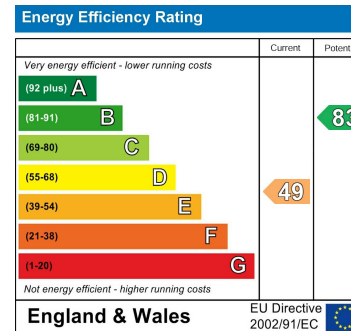 Energy Efficiency Rating
Current Potent
Very energy efficient - lower running costs
(92 plus) A
(81-91) B 83
(69-80) C
(55-68) D
(39-54) E 49
(21-38) F
(1-20) G
Not energy efficient - higher running costs
England & Wales
EU Directive
2002/91/EC